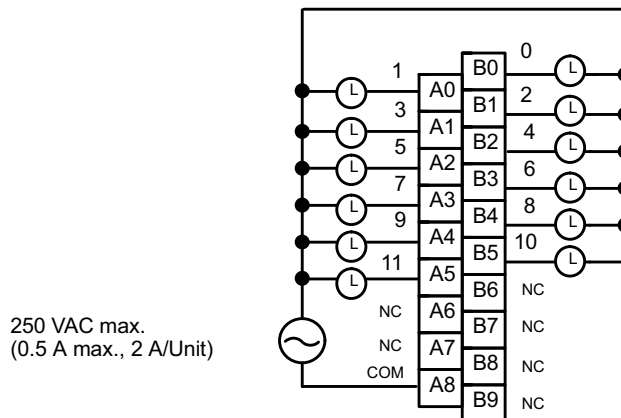 0
1 B0 L
L A0 2
3 B1 L
L A1 4
5 B2 L
L A2 6
7 B3 L
L A3 8
9 B4 L
L A4 10
11 B5 L
L A5 B6 NC
NC A6
B7 NC
NC A7
B8 NC
COM A8
B9 NC
250 VAC max.
(0.5 A max., 2 A/Unit)